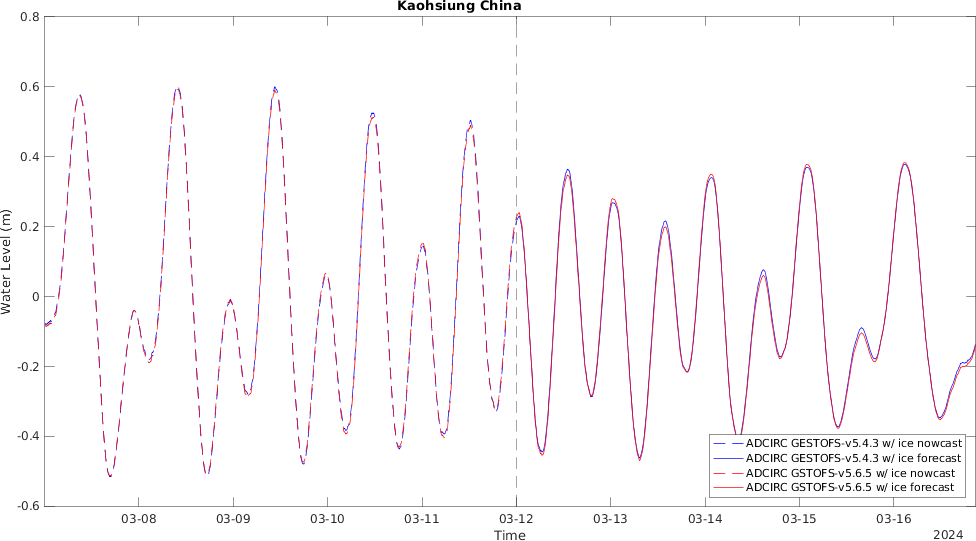 Kaohsiung China
0.8
0.6
0.4
0.2
0
-0.2
-0.4
-0.6
Water Level (m)
ADCIRC GESTOFS-v5.4.3 w/ ice nowcast
ADCIRC GESTOFS-v5.4.3 w/ ice forecast
ADCIRC GSTOFS-v5.6.5 w/ ice nowcast
ADCIRC GSTOFS-v5.6.5 w/ ice forecast
03-08 03-09 03-10 03-11 03-12 03-13 03-14 03-15 03-16
Time
2024